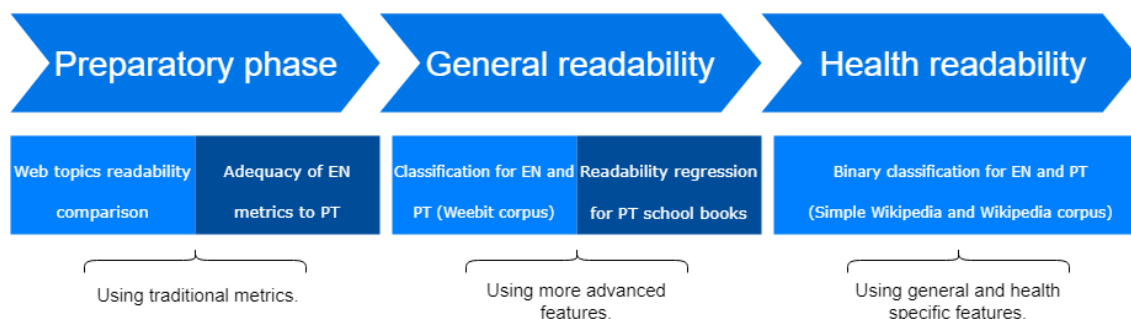 Preparatory phase
General readability
Health readability
Web topics readability
comparison
Adequacy of EN
metrics to PT
Classification for EN and
PT (Weebit corpus)
Readability regression
for PT school books
Binary classification for EN and PT
(Simple Wikipedia and Wikipedia corpus)
Using traditional metrics.
Using more advanced
features.
Using general and health
specific features.